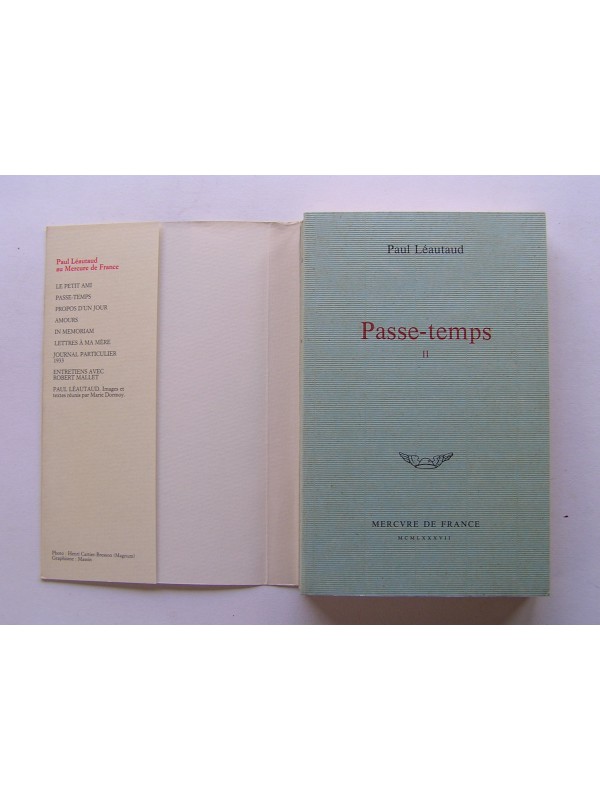 Paul Léautaud
au Mercure de France
LE PETIT AMI
PASSE-TEMPS
PROPOS D'UN JOUR
AMOURS
IN MEMORIAM
LETTRES À MA MÈRE
JOURNAL PARTICULIER
1933
ENTRETIENS AVEC
ROBERT MALLET
PAUL LÉAUTAUD. Images et
textes réunis par Marie Dormoy.
Photo : Henri Cartier-Bresson (Magnum)
Graphisme : Massin
Paul Léautaud
Passe-temps
II
MERCVRE DE FRANCE
MCMLXXXVII